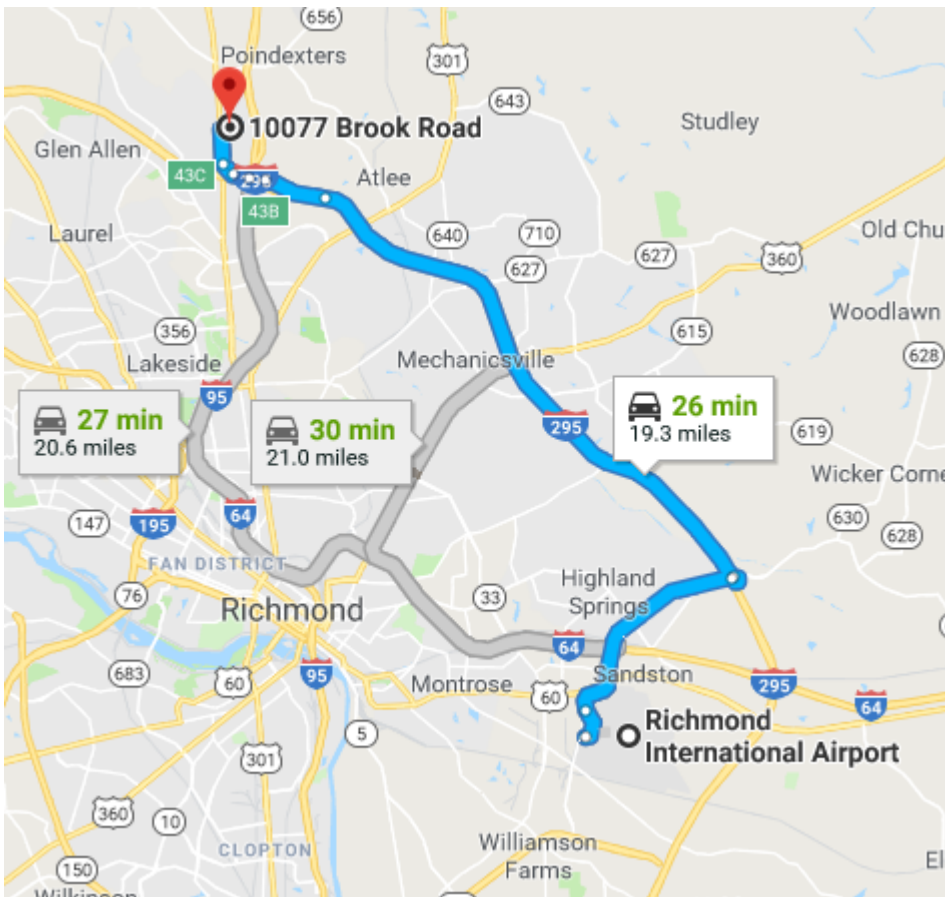 656
Poindexters
301
643
10077 Brook Road
Studley
Glen Allen
43C
295
Atlee
43B
Laurel
640
710
627
627
360
Old Chu
Woodlawn
356
615
Lakeside
Mechanicsville
628
95
27 min
20.6 miles
30 min
21.0 miles
26 min
19.3 miles
295
619
Wicker Corne
147
195
64
630
628
FAN DISTRICT
76
Richmond
33
Highland
Springs
683
60
95
64
Montrose
60
Sandston
295
64
5
Richmond
International Airport
301
360
10
CLOPTON
150
Williamson
Farms
El
Wilkinson